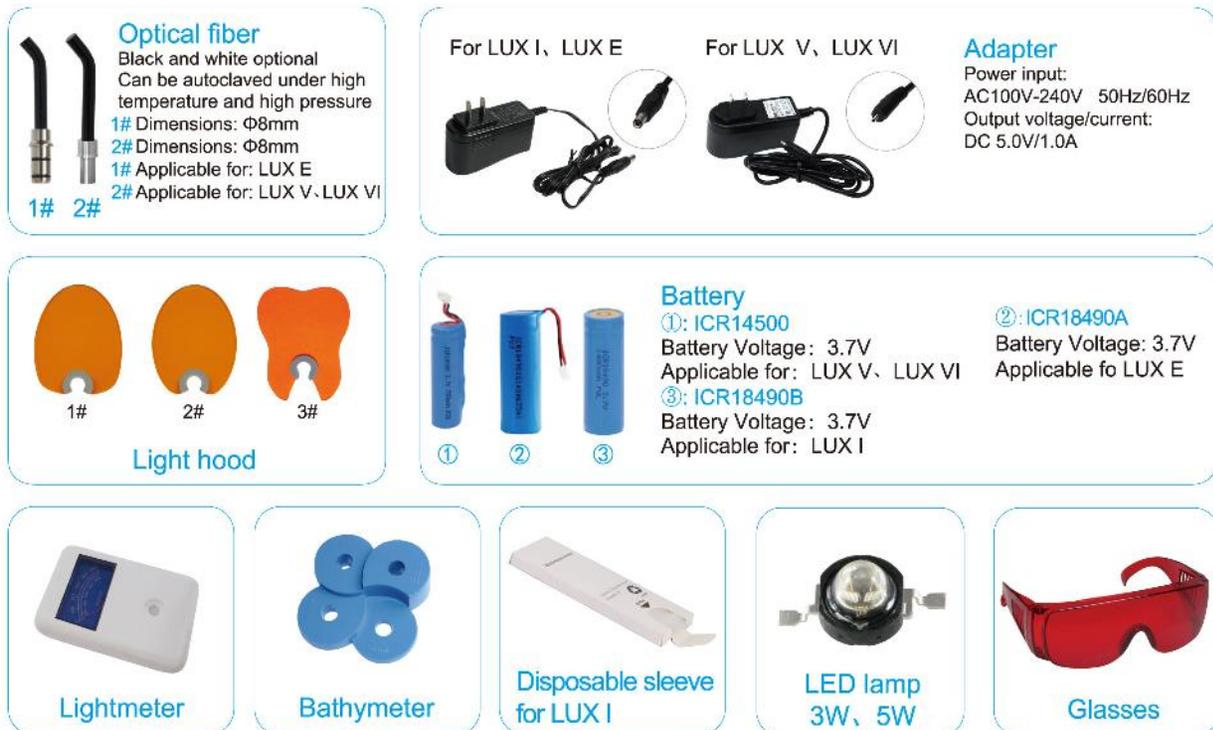 Optical fiber
Black and white optional
Can be autoclaved under high
temperature and high pressure
1# Dimensions: Φ8mm
2# Dimensions: Φ8mm
1# Applicable for: LUX E
2# Applicable for: LUX V、LUX VI
1# 2#
For LUX I、LUX E
For LUX V、LUX VI
Adapter
Power input:
AC100V-240V 50Hz/60Hz
Output voltage/current:
DC 5.0V/1.0A
1# 2# 3#
Light hood
Battery
①: ICR14500
Battery Voltage: 3.7V
Applicable for: LUX V、LUX VI
③: ICR18490B
Battery Voltage: 3.7V
Applicable for: LUX I
②: ICR18490A
Battery Voltage: 3.7V
Applicable fo LUX E
① ② ③
Lightmeter
Bathymeter
Disposable sleeve
for LUX I
LED lamp
3W、5W
Glasses